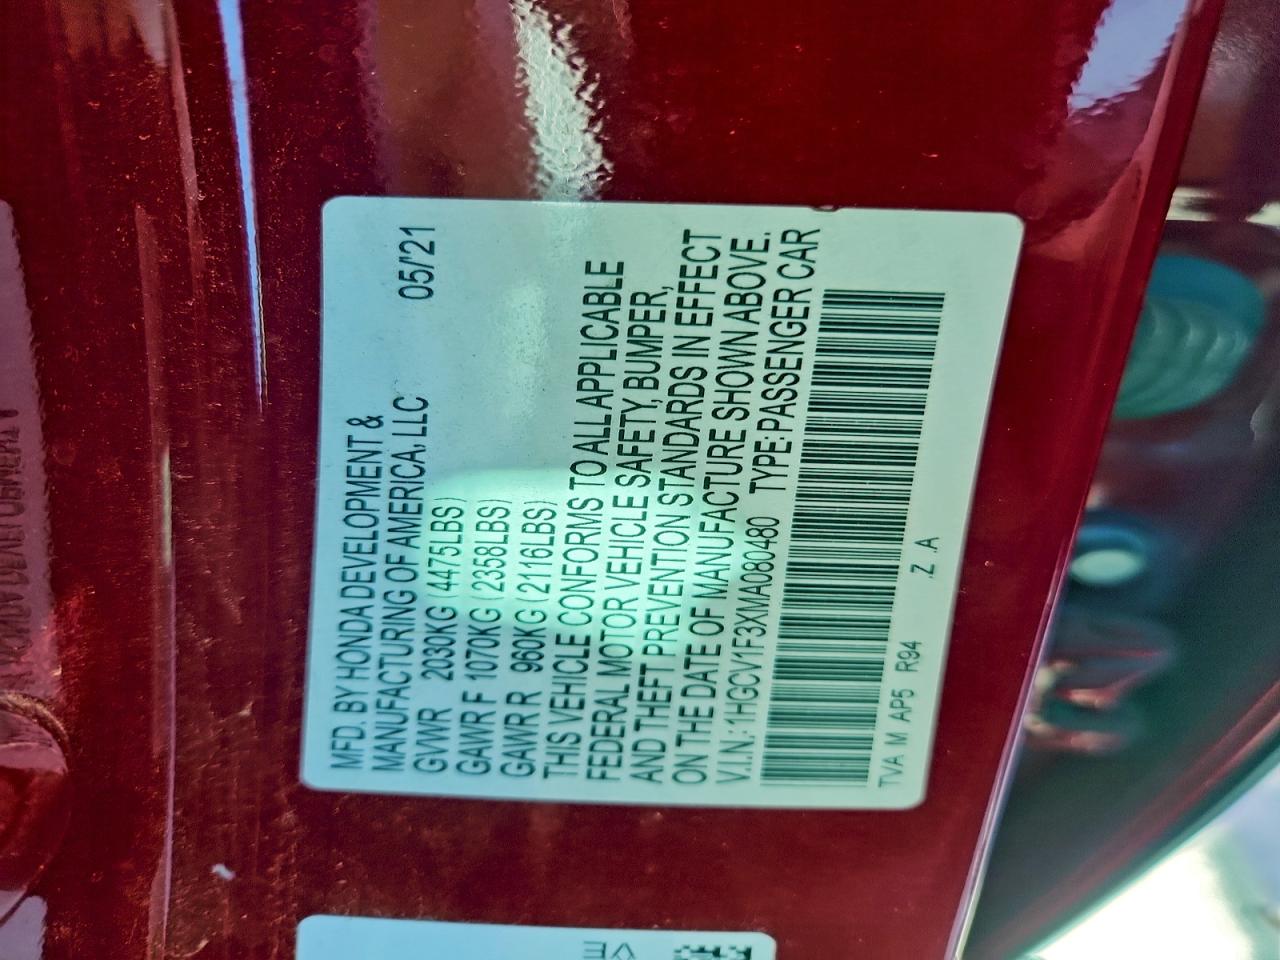 MFD. BY HONDA DEVELOPMENT &
MANUFACTURING OF AMERICA, LLC 05/'21
GVWR 2030KG (4475LBS)
GAWR F 1070KG (2358LBS)
GAWR R 960KG (2116LBS)
THIS VEHICLE CONFORMS TO ALL APPLICABLE
FEDERAL MOTOR VEHICLE SAFETY, BUMPER,
AND THEFT PREVENTION STANDARDS IN EFFECT
ON THE DATE OF MANUFACTURE SHOWN ABOVE.
V.I.N.: 1HGCV1F3XMA080480 TYPE: PASSENGER CAR
TVA M AP5 R94 .Z .A
VE